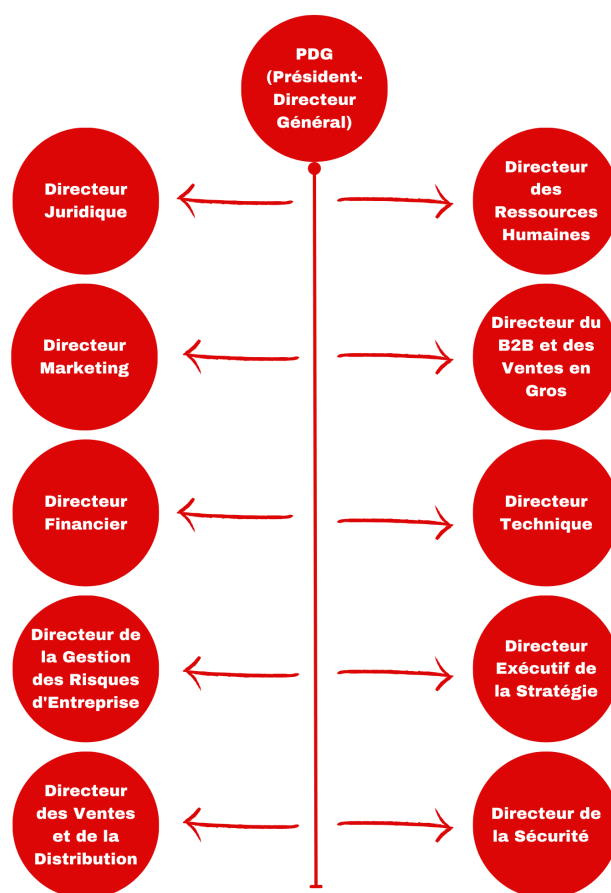 PDG
(Président-
Directeur
Général)
Directeur
Juridique
Directeur
des
Ressources
Humaines
Directeur
Marketing
Directeur du
B2B et des
Ventes en
Gros
Directeur
Financier
Directeur
Technique
Directeur de
la Gestion
des Risques
d'Entreprise
Directeur
Exécutif de
la Stratégie
Directeur
des Ventes
et de la
Distribution
Directeur de
la Sécurité